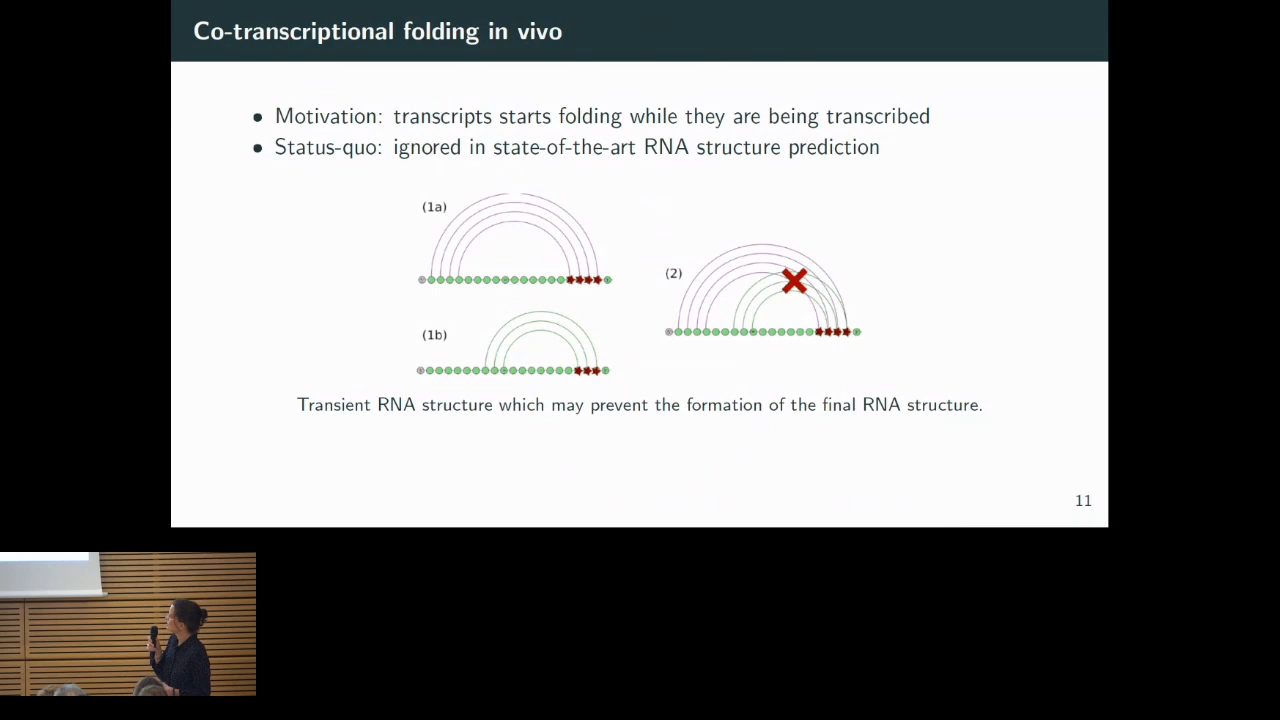 Co-transcriptional folding in vivo
• Motivation: transcripts starts folding while they are being transcribed
• Status-quo: ignored in state-of-the-art RNA structure prediction
(1a)
(2)
(1b)
Transient RNA structure which may prevent the formation of the final RNA structure.
11